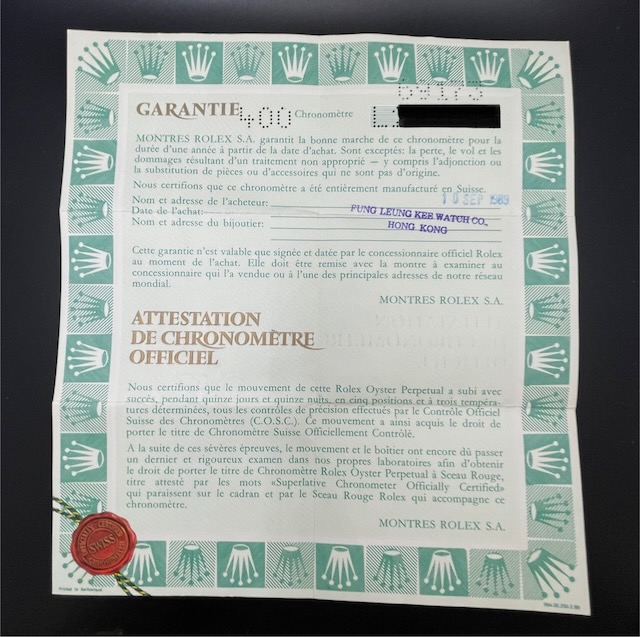 69173
GARANTIE 400 Chronomètre L
MONTRES ROLEX S.A. garantit la bonne marche de ce chronomètre pour la
durée d'une année à partir de la date d'achat. Sont exceptés: la perte, le vol et les
dommages résultant d'un traitement non approprié — y compris l'adjonction ou
la substitution de pièces ou d'accessoires qui ne sont pas d'origine.
Nous certifions que ce chronomètre a été entièrement manufacturé en Suisse.
10 SEP 1989
Nom et adresse de l'acheteur:
Date de l'achat:
Nom et adresse du bijoutier:
FUNG LEUNG KEE WATCH CO.,
HONG KONG
Cette garantie n'est valable que signée et datée par le concessionnaire officiel Rolex
au moment de l'achat. Elle doit être remise avec la montre à examiner au
concessionnaire qui l'a vendue ou à l'une des principales adresses de notre réseau
mondial.
MONTRES ROLEX S.A.
ATTESTATION
DE CHRONOMÈTRE
OFFICIEL
Nous certifions que le mouvement de cette Rolex Oyster Perpetual a subi avec
succès, pendant quinze jours et quinze nuits, en cinq positions et à trois tempéra-
tures déterminées, tous les contrôles de précision effectués par le Contrôle Officiel
Suisse des Chronomètres (C.O.S.C.). Ce mouvement a ainsi acquis le droit de
porter le titre de Chronomètre Suisse Officiellement Contrôlé.
A la suite de ces sévères épreuves, le mouvement et le boîtier ont encore dû passer
un dernier et rigoureux examen dans nos propres laboratoires afin d'obtenir
le droit de porter le titre de Chronomètre Rolex Oyster Perpetual à Sceau Rouge,
titre attesté par les mots «Superlative Chronometer Officially Certified»
qui paraissent sur le cadran et par le Sceau Rouge Rolex qui accompagne ce
chronomètre.
MONTRES ROLEX S.A.
SWISS
Printed in Switzerland